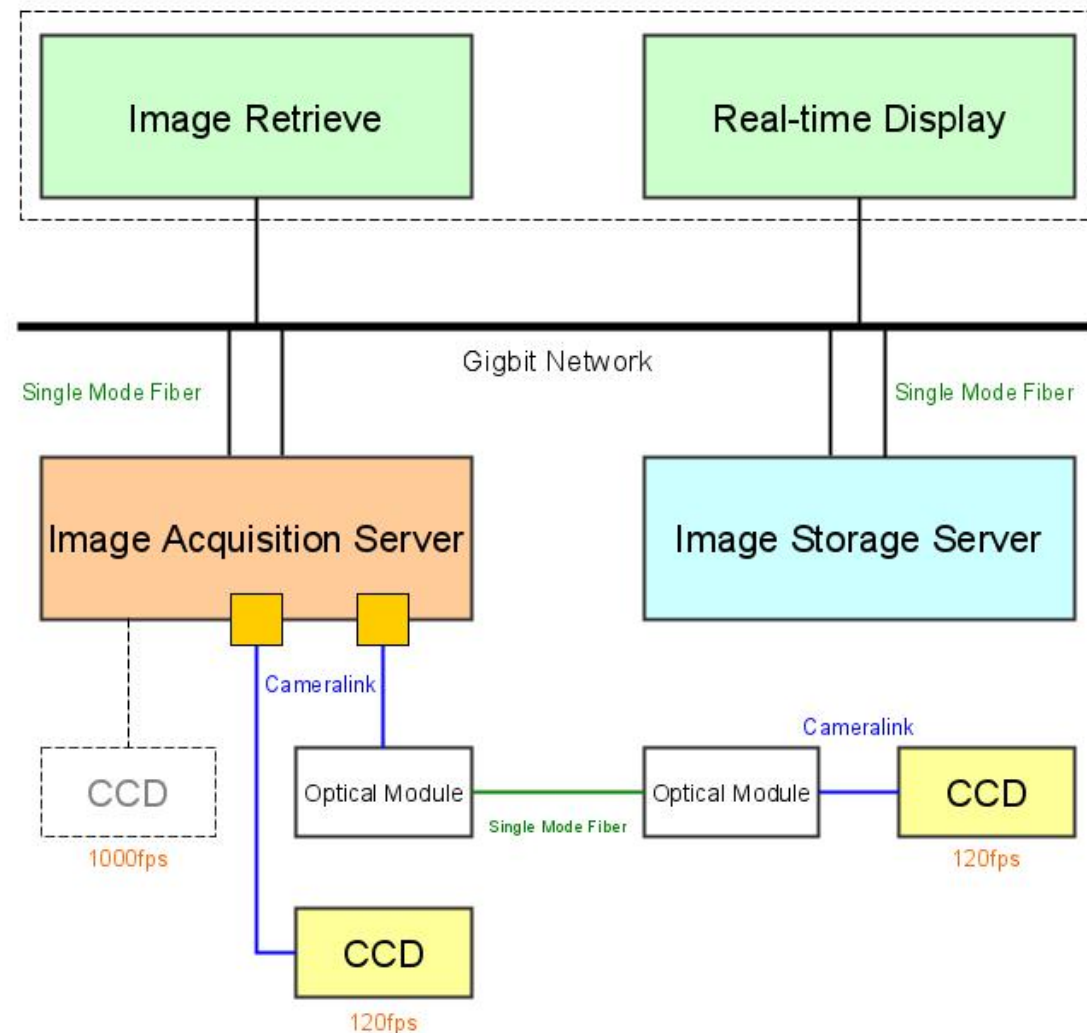 Image Retrieve
Real-time Display
Gigbit Network
Single Mode Fiber
Single Mode Fiber
Image Acquisition Server
Image Storage Server
Cameralink
Cameralink
CCD
Optical Module
Optical Module
CCD
Single Mode Fiber
1000fps
120fps
CCD
120fps